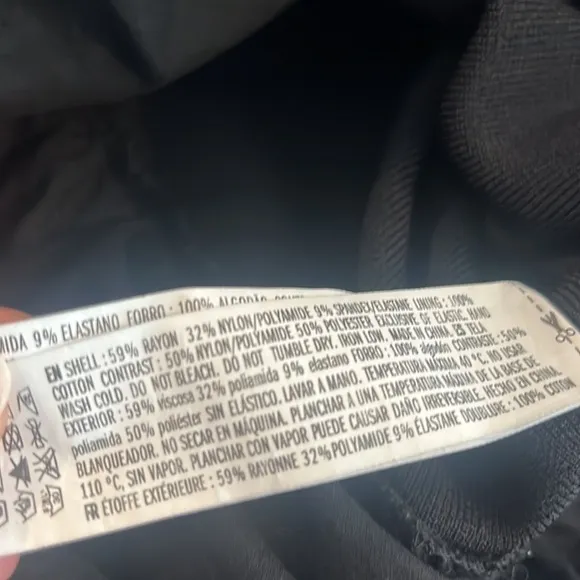 MIDA 9% ELASTANO FORRO : 100% ALGODÃO
EN SHELL : 59% RAYON 32% NYLON/POLYAMIDE 9% SPANDEX/ELASTANE LINING : 100%
COTTON CONTRAST : 50% NYLON/POLYAMIDE 50% POLYESTER EXCLUSIVE OF ELASTIC. HAND
WASH COLD. DO NOT BLEACH. DO NOT TUMBLE DRY. IRON LOW. MADE IN CHINA. ES TELA
EXTERIOR : 59% viscosa 32% poliamida 9% elastano FORRO : 100% algodón CONTRASTE : 50%
poliamida 50% poliéster SIN ELÁSTICO. LAVAR A MANO. TEMPERATURA MÁXIMA 40 °C. NO USAR
BLANQUEADOR. NO SECAR EN MÁQUINA. PLANCHAR A UNA TEMPERATURA MÁXIMA DE LA BASE DE
110 °C, SIN VAPOR. PLANCHAR CON VAPOR PUEDE CAUSAR DAÑO IRREVERSIBLE. HECHO EN CHINA.
FR ÉTOFFE EXTÉRIEURE : 59% RAYONNE 32% POLYAMIDE 9% ÉLASTANE DOUBLURE : 100% COTON